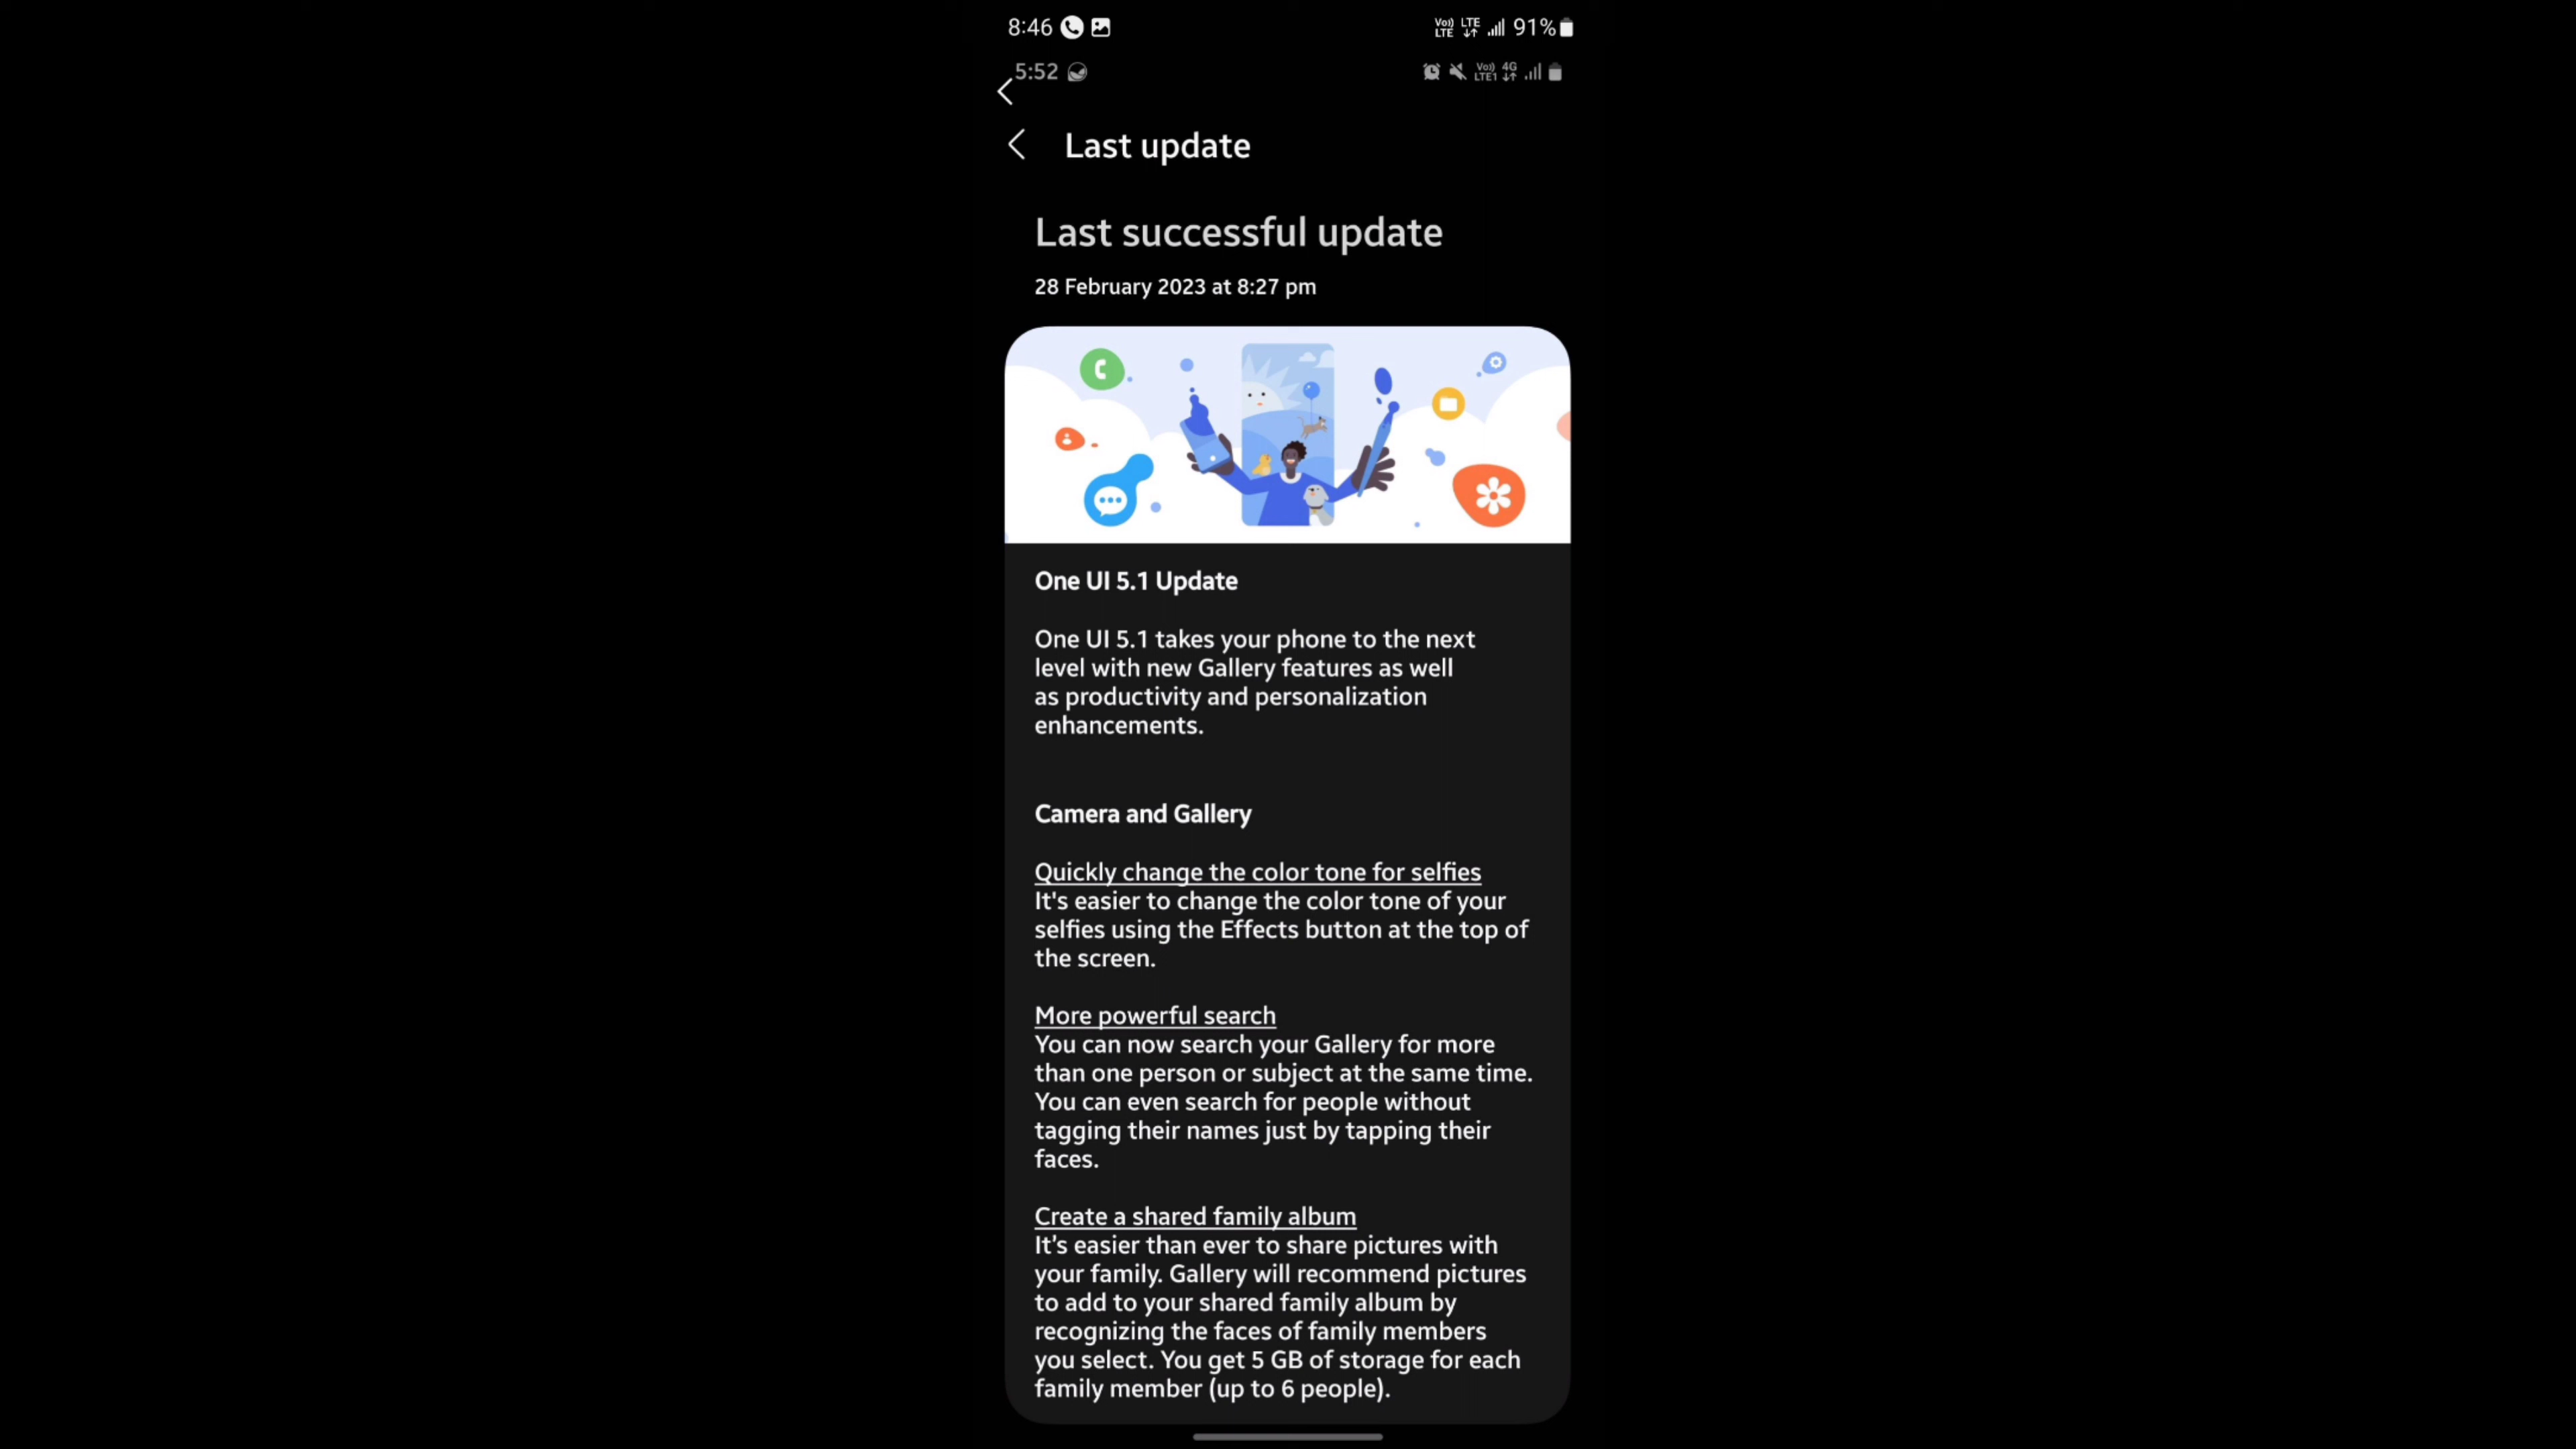 8:46 Vo)) LTE LTE 91%
5:52 Vo)) LTE1 4G
Last update
Last successful update
28 February 2023 at 8:27 pm
One UI 5.1 Update
One UI 5.1 takes your phone to the next
level with new Gallery features as well
as productivity and personalization
enhancements.
Camera and Gallery
Quickly change the color tone for selfies
It's easier to change the color tone of your
selfies using the Effects button at the top of
the screen.
More powerful search
You can now search your Gallery for more
than one person or subject at the same time.
You can even search for people without
tagging their names just by tapping their
faces.
Create a shared family album
It's easier than ever to share pictures with
your family. Gallery will recommend pictures
to add to your shared family album by
recognizing the faces of family members
you select. You get 5 GB of storage for each
family member (up to 6 people).